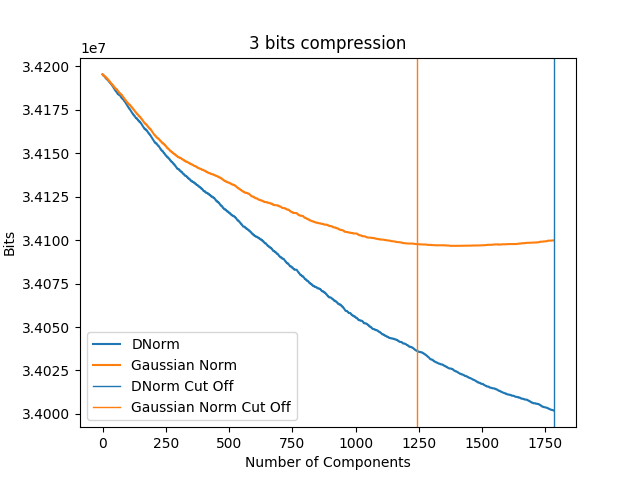 3 bits compression
1e7
3.4200
3.4175
3.4150
3.4125
3.4100
3.4075
3.4050
3.4025
3.4000
Bits
DNorm
Gaussian Norm
DNorm Cut Off
Gaussian Norm Cut Off
0 250 500 750 1000 1250 1500 1750
Number of Components